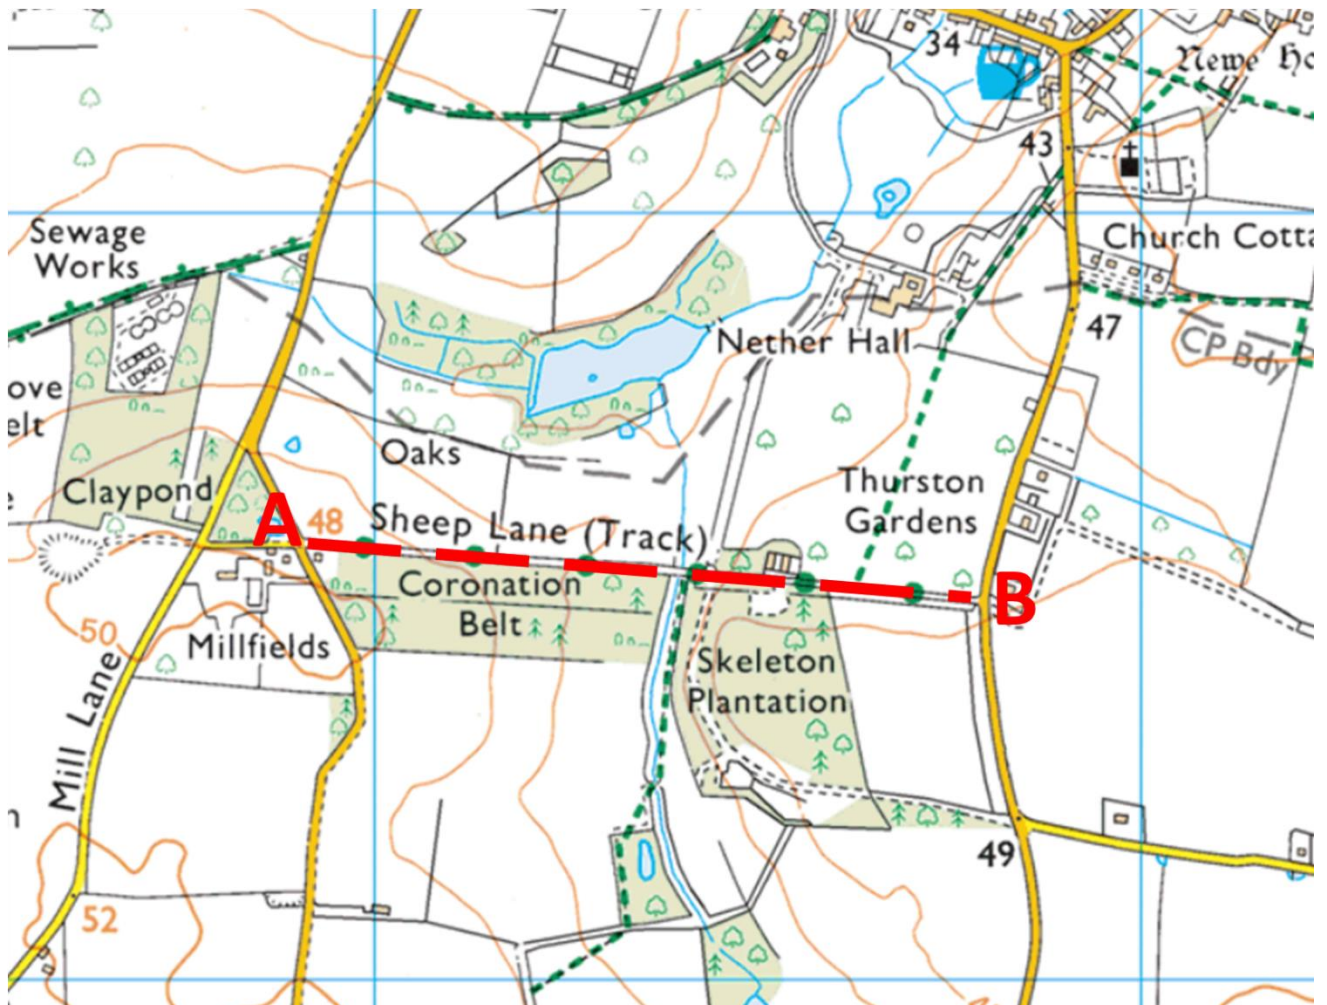 34
Newe
43
Sewage
Works
Church Cotta
Nether Hall
47
CP Bdy
ove
elt
Oaks
Claypond
Thurston
Gardens
A
48
Sheep Lane (Track)
Coronation
Belt
B
50
Millfields
Skeleton
Plantation
Mill Lane
49
52